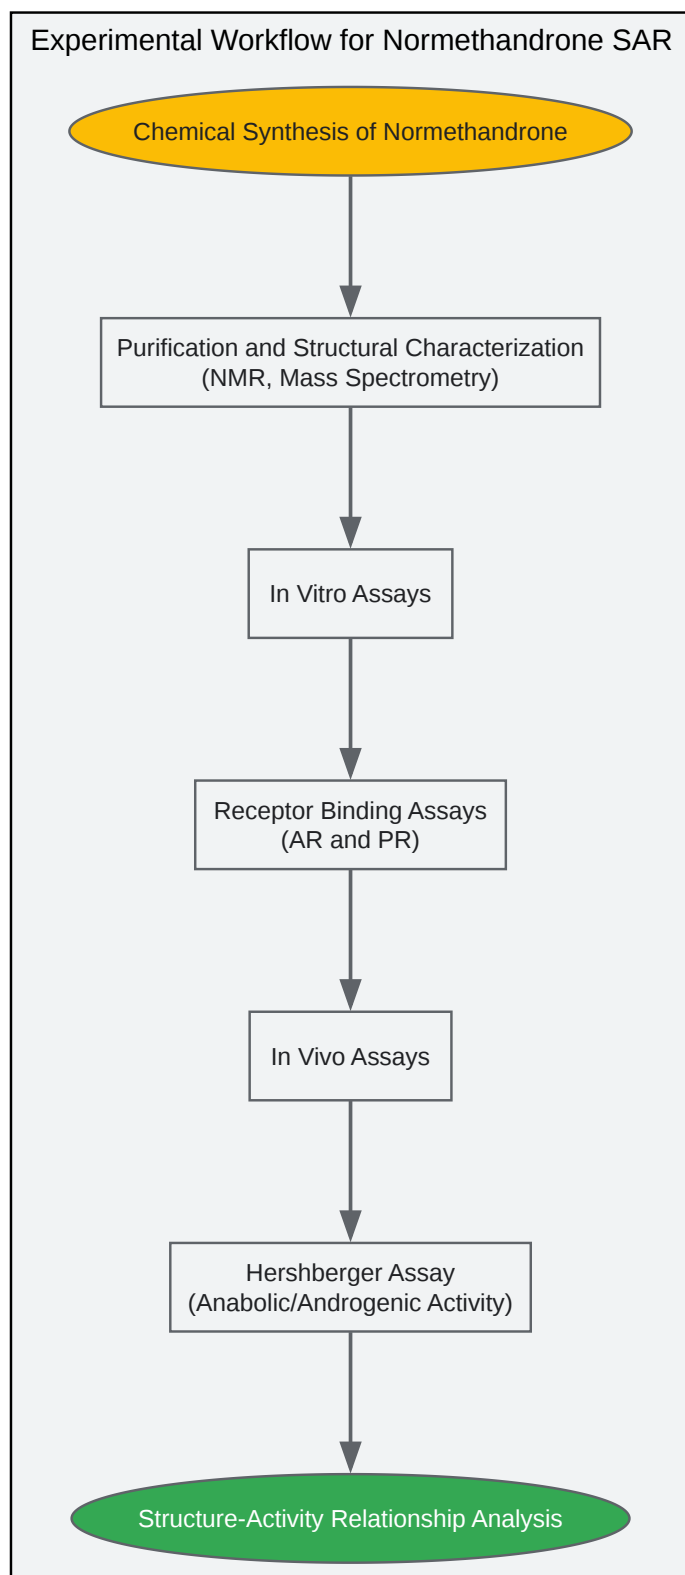 Experimental Workflow for Normethandrone SAR
Chemical Synthesis of Normethandrone
Purification and Structural Characterization
(NMR, Mass Spectrometry)
In Vitro Assays
Receptor Binding Assays
(AR and PR)
In Vivo Assays
Hershberger Assay
(Anabolic/Androgenic Activity)
Structure-Activity Relationship Analysis